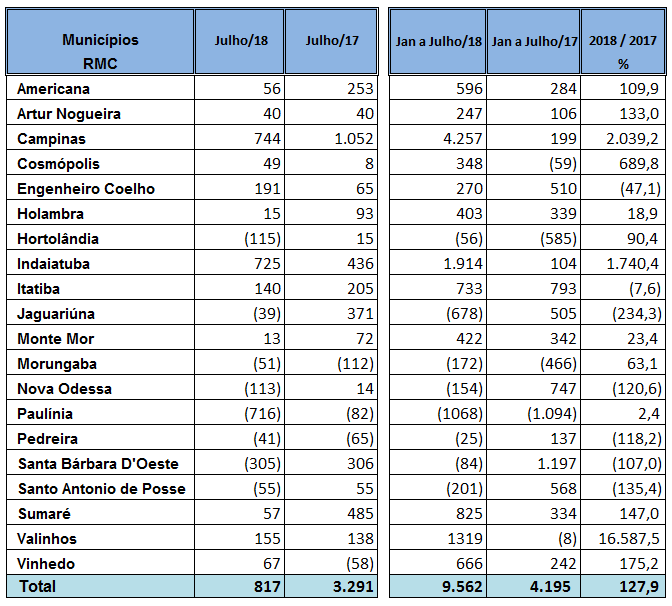 Municípios RMC Julho/18 Julho/17 Jan a Julho/18 Jan a Julho/17 2018 / 2017 %
Americana 56 253 596 284 109,9
Artur Nogueira 40 40 247 106 133,0
Campinas 744 1.052 4.257 199 2.039,2
Cosmópolis 49 8 348 (59) 689,8
Engenheiro Coelho 191 65 270 510 (47,1)
Holambra 15 93 403 339 18,9
Hortolândia (115) 15 (56) (585) 90,4
Indaiatuba 725 436 1.914 104 1.740,4
Itatiba 140 205 733 793 (7,6)
Jaguariúna (39) 371 (678) 505 (234,3)
Monte Mor 13 72 422 342 23,4
Morungaba (51) (112) (172) (466) 63,1
Nova Odessa (113) 14 (154) 747 (120,6)
Paulínia (716) (82) (1068) (1.094) 2,4
Pedreira (41) (65) (25) 137 (118,2)
Santa Bárbara D'Oeste (305) 306 (84) 1.197 (107,0)
Santo Antonio de Posse (55) 55 (201) 568 (135,4)
Sumaré 57 485 825 334 147,0
Valinhos 155 138 1319 (8) 16.587,5
Vinhedo 67 (58) 666 242 175,2
Total 817 3.291 9.562 4.195 127,9